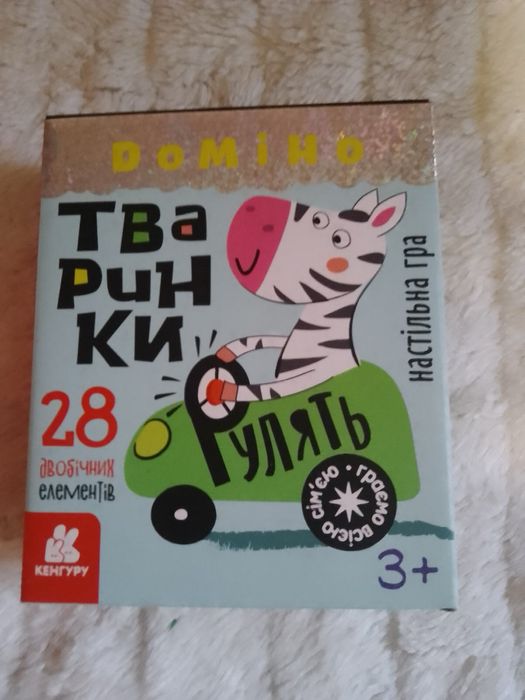 ДОМІНО
ТВА
РИН
КИ
РУЛЯТЬ
настільна гра
28
двобічних
елементів
граємо всією сім'єю
КЕНГУРУ
3+